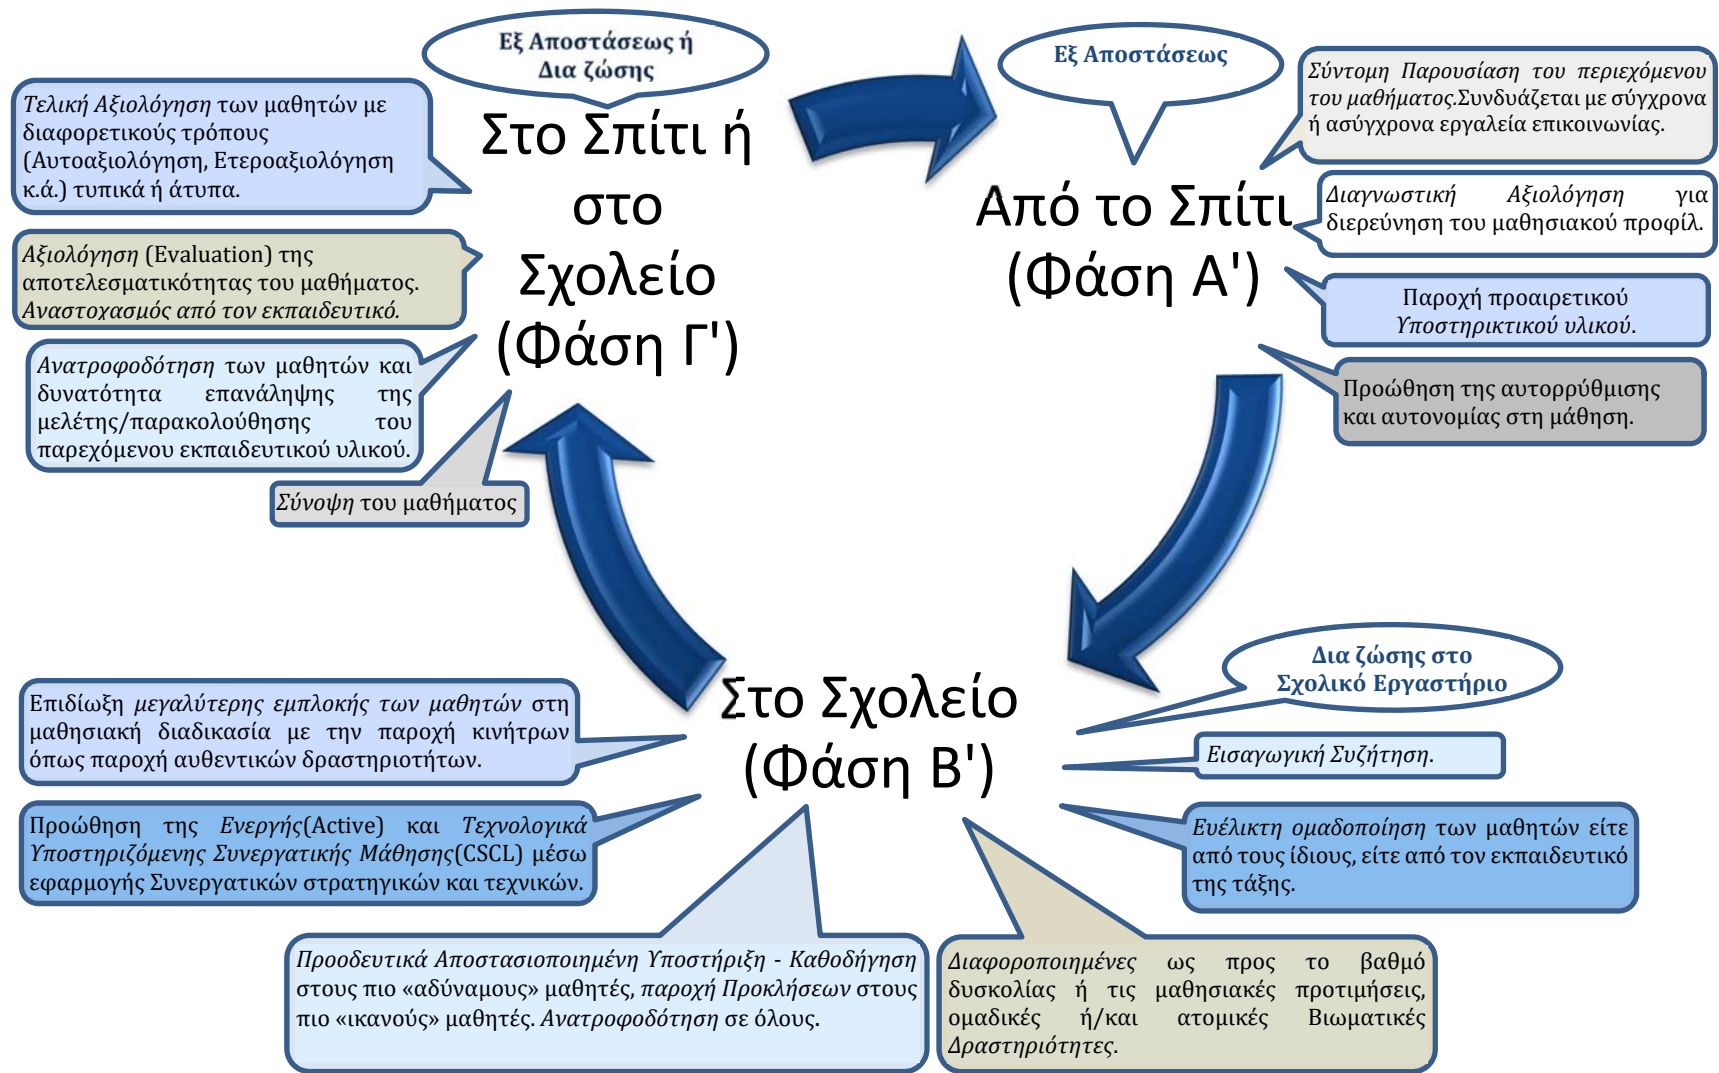 Εξ Αποστάσεως ή
Δια ζώσης
Στο Σπίτι ή
στο
Σχολείο
(Φάση Γ')
Τελική Αξιολόγηση των μαθητών με
διαφορετικούς τρόπους
(Αυτοαξιολόγηση, Ετεροαξιολόγηση
κ.ά.) τυπικά ή άτυπα.
Αξιολόγηση (Evaluation) της
αποτελεσματικότητας του μαθήματος.
Αναστοχασμός από τον εκπαιδευτικό.
Ανατροφοδότηση των μαθητών και
δυνατότητα επανάληψης της
μελέτης/παρακολούθησης του
παρεχόμενου εκπαιδευτικού υλικού.
Σύνοψη του μαθήματος
Εξ Αποστάσεως
Από το Σπίτι
(Φάση Α')
Σύντομη Παρουσίαση του περιεχόμενου
του μαθήματος.Συνδυάζεται με σύγχρονα
ή ασύγχρονα εργαλεία επικοινωνίας.
Διαγνωστική Αξιολόγηση για
διερεύνηση του μαθησιακού προφίλ.
Παροχή προαιρετικού
Υποστηρικτικού υλικού.
Προώθηση της αυτορρύθμισης
και αυτονομίας στη μάθηση.
Δια ζώσης στο
Σχολικό Εργαστήριο
Στο Σχολείο
(Φάση Β')
Εισαγωγική Συζήτηση.
Ευέλικτη ομαδοποίηση των μαθητών είτε
από τους ίδιους, είτε από τον εκπαιδευτικό
της τάξης.
Διαφοροποιημένες ως προς το βαθμό
δυσκολίας ή τις μαθησιακές προτιμήσεις,
ομαδικές ή/και ατομικές Βιωματικές
Δραστηριότητες.
Προοδευτικά Αποστασιοποιημένη Υποστήριξη - Καθοδήγηση
στους πιο «αδύναμους» μαθητές, παροχή Προκλήσεων στους
πιο «ικανούς» μαθητές. Ανατροφοδότηση σε όλους.
Προώθηση της Ενεργής(Active) και Τεχνολογικά
Υποστηριζόμενης Συνεργατικής Μάθησης(CSCL) μέσω
εφαρμογής Συνεργατικών στρατηγικών και τεχνικών.
Επιδίωξη μεγαλύτερης εμπλοκής των μαθητών στη
μαθησιακή διαδικασία με την παροχή κινήτρων
όπως παροχή αυθεντικών δραστηριοτήτων.